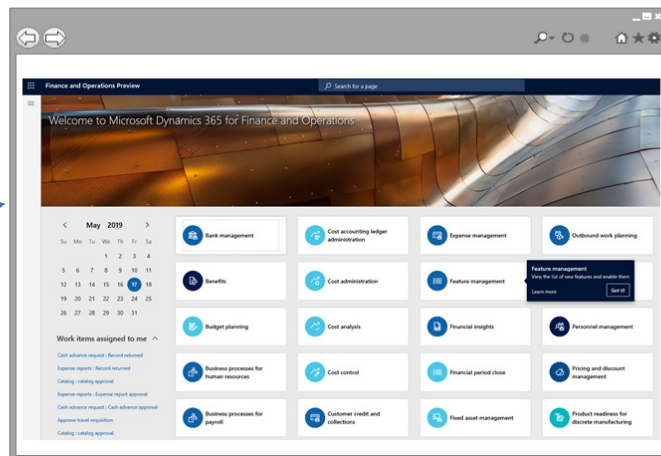 Finance and Operations Preview
Search for a page
Welcome to Microsoft Dynamics 365 for Finance and Operations
May 2019
Su Mo Tu We Th Fr Sa
1 2 3 4
5 6 7 8 9 10 11
12 13 14 15 16 17 18
19 20 21 22 23 24 25
26 27 28 29 30 31
Work items assigned to me
Cash advance request : Record returned
Expense reports : Record returned
Catalog : catalog approval
Expense reports : Expense report approval
Cash advance request : Cash advance approval
Approve travel requisition
Catalog : catalog approval
Bank management
Cost accounting ledger
administration
Expense management
Outbound work planning
Benefits
Cost administration
Feature management
Feature management
View the list of new features and enable them
Learn more
Got it!
Budget planning
Cost analysis
Financial insights
Personnel management
Business processes for
human resources
Cost control
Financial period close
Pricing and discount
management
Business processes for
payroll
Customer credit and
collections
Fixed asset management
Product readiness for
discrete manufacturing